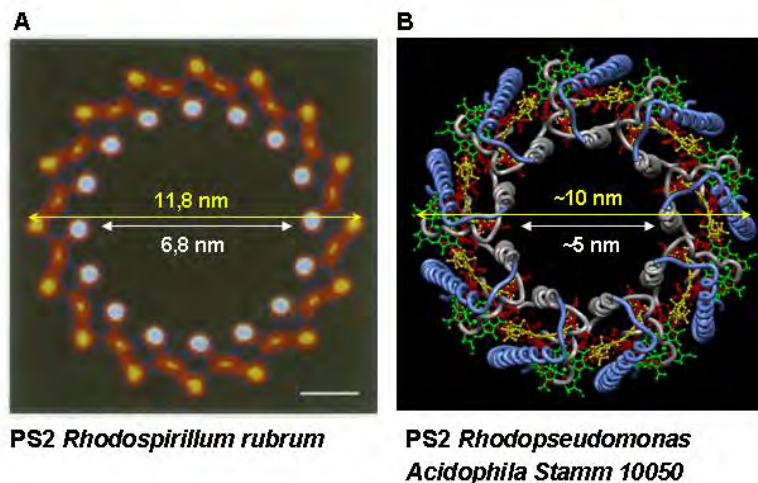 A
B
11,8 nm
6,8 nm
~10 nm
~5 nm
PS2 Rhodospirillum rubrum
PS2 Rhodopseudomonas
Acidophila Stamm 10050